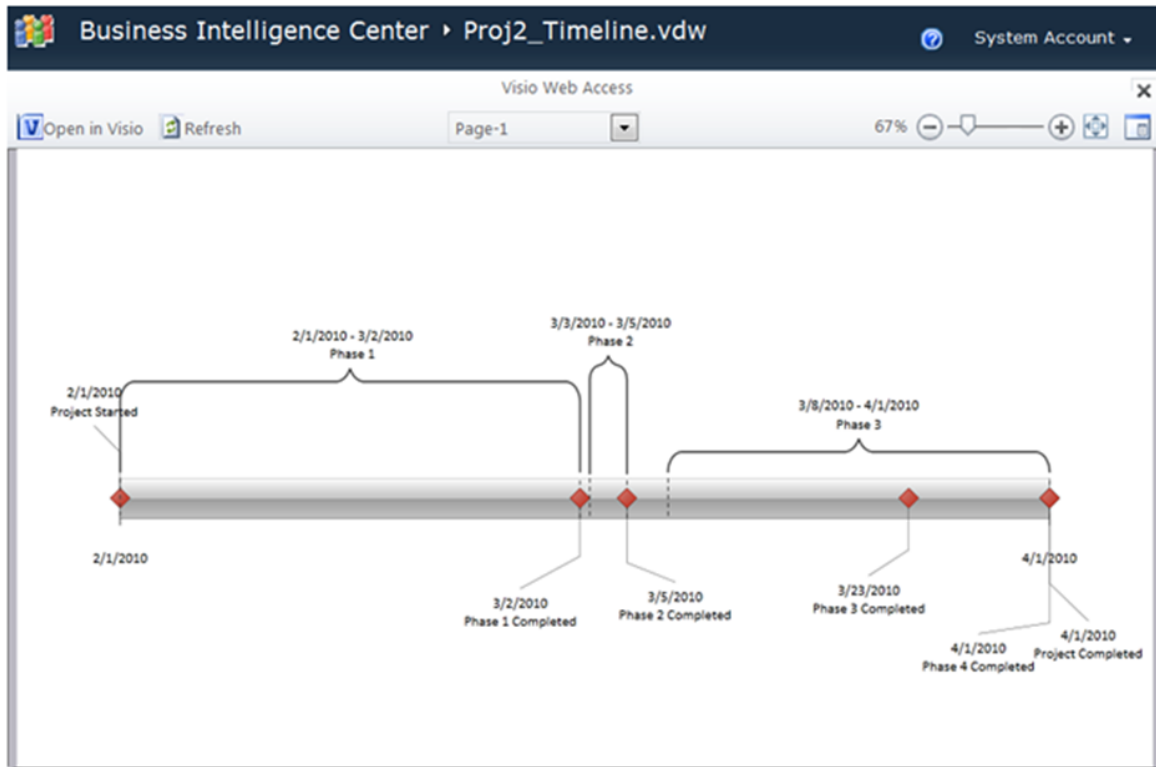 Business Intelligence Center ▸ Proj2_Timeline.vdw
System Account
Visio Web Access
Open in Visio
Refresh
Page-1
67%
3/3/2010 - 3/5/2010
Phase 2
2/1/2010 - 3/2/2010
Phase 1
2/1/2010
Project Started
3/8/2010 - 4/1/2010
Phase 3
2/1/2010
4/1/2010
3/2/2010
Phase 1 Completed
3/5/2010
Phase 2 Completed
3/23/2010
Phase 3 Completed
4/1/2010
Phase 4 Completed
4/1/2010
Project Completed